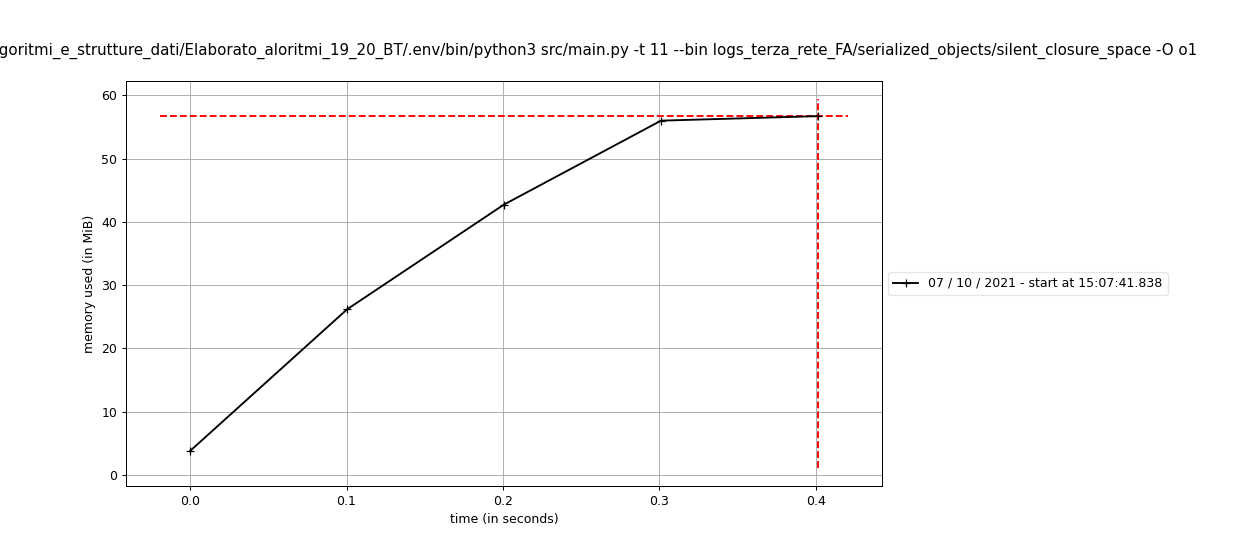 goritmi_e_strutture_dati/Elaborato_aloritmi_19_20_BT/.env/bin/python3 src/main.py -t 11 --bin logs_terza_rete_FA/serialized_objects/silent_closure_space -O o1
60
50
40
30
20
10
0
memory used (in MiB)
07 / 10 / 2021 - start at 15:07:41.838
0.0 0.1 0.2 0.3 0.4
time (in seconds)